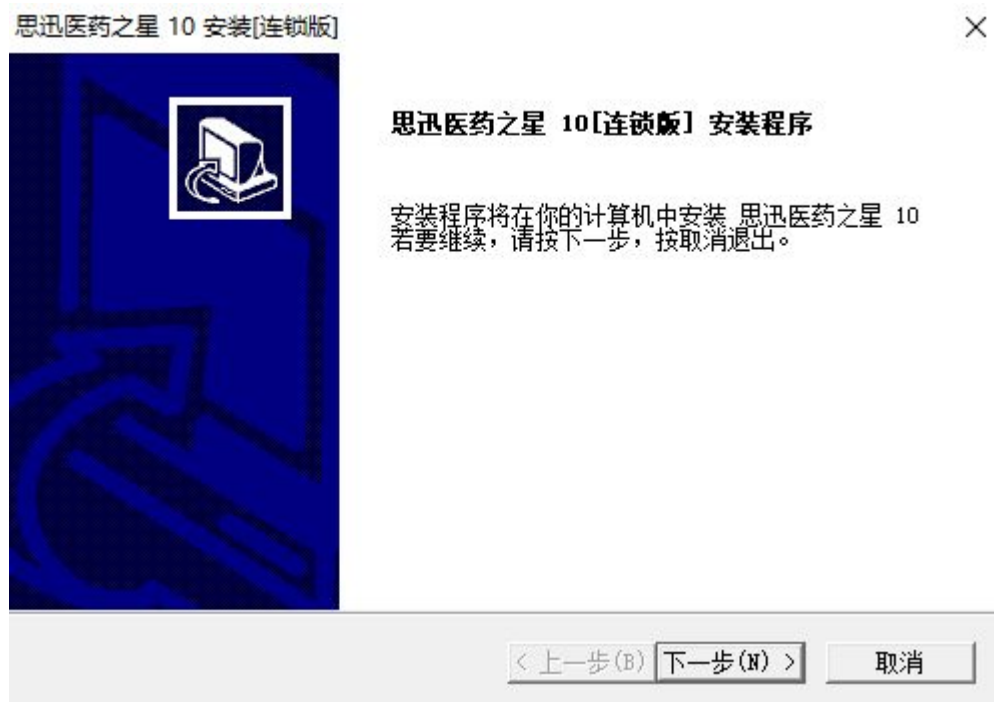 思迅医药之星 10 安装[连锁版]
思迅医药之星 10[连锁版] 安装程序
安装程序将在你的计算机中安装 思迅医药之星 10
若要继续，请按下一步，按取消退出。
< 上一步(B) 下一步(N) > 取消